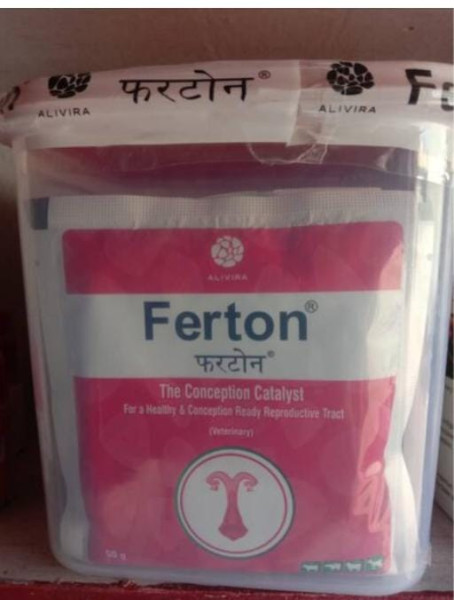 ALIVIRA
फरटोन®
ALIVIRA
ALIVIRA
Ferton®
फरटोन®
The Conception Catalyst
For a Healthy & Conception Ready Reproductive Tract
(Veterinary)
50 g